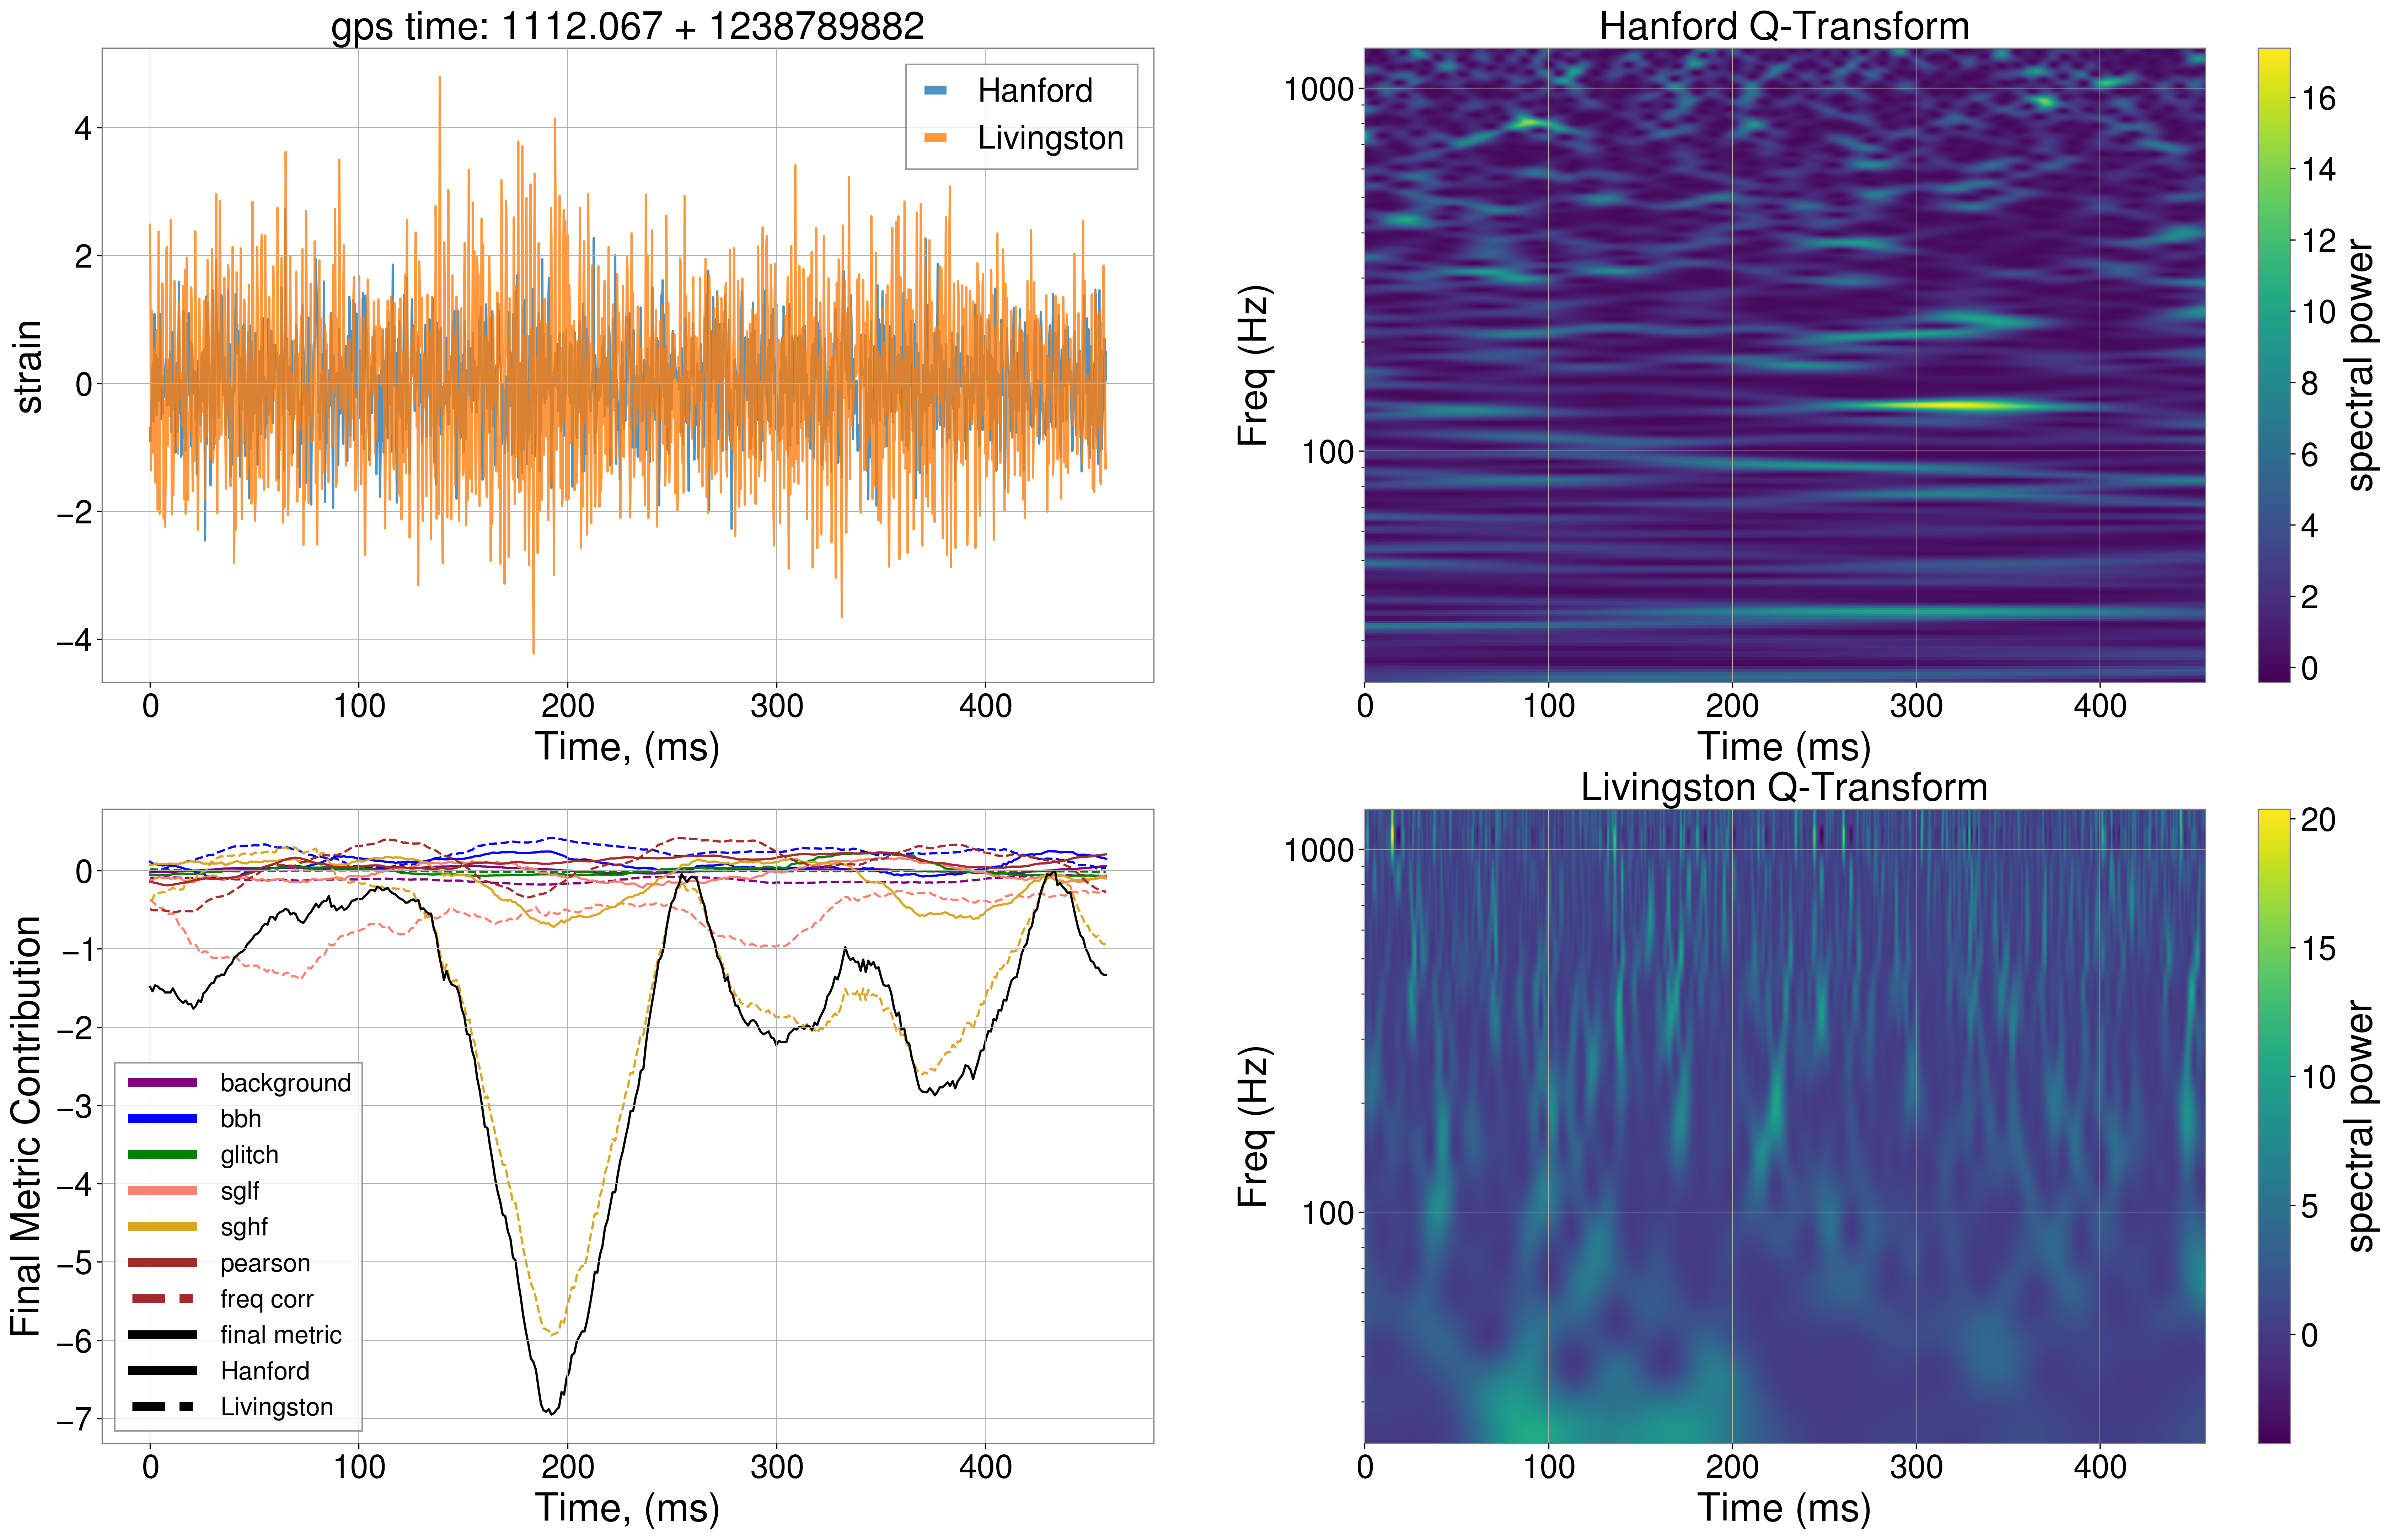 gps time: 1112.067 + 1238789882
strain
4
2
0
−2
−4
Hanford
Livingston
0 100 200 300 400
Time, (ms)
Hanford Q-Transform
Freq (Hz)
1000
100
0 100 200 300 400
Time (ms)
16
14
12
10
8
6
4
2
0
spectral power
Final Metric Contribution
0
−1
−2
−3
−4
−5
−6
−7
background
bbh
glitch
sglf
sghf
pearson
freq corr
final metric
Hanford
Livingston
0 100 200 300 400
Time, (ms)
Livingston Q-Transform
Freq (Hz)
1000
100
0 100 200 300 400
Time (ms)
20
15
10
5
0
spectral power